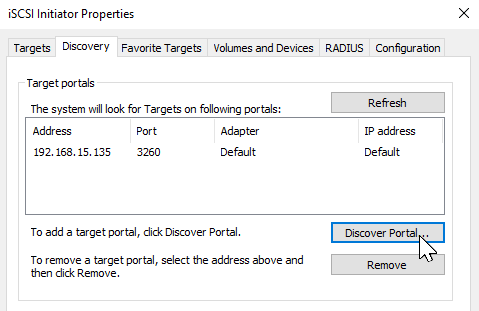 iSCSI Initiator Properties
Targets Discovery Favorite Targets Volumes and Devices RADIUS Configuration
Target portals
The system will look for Targets on following portals: Refresh
Address Port Adapter IP address
192.168.15.135 3260 Default Default
To add a target portal, click Discover Portal. Discover Portal...
To remove a target portal, select the address above and
then click Remove. Remove